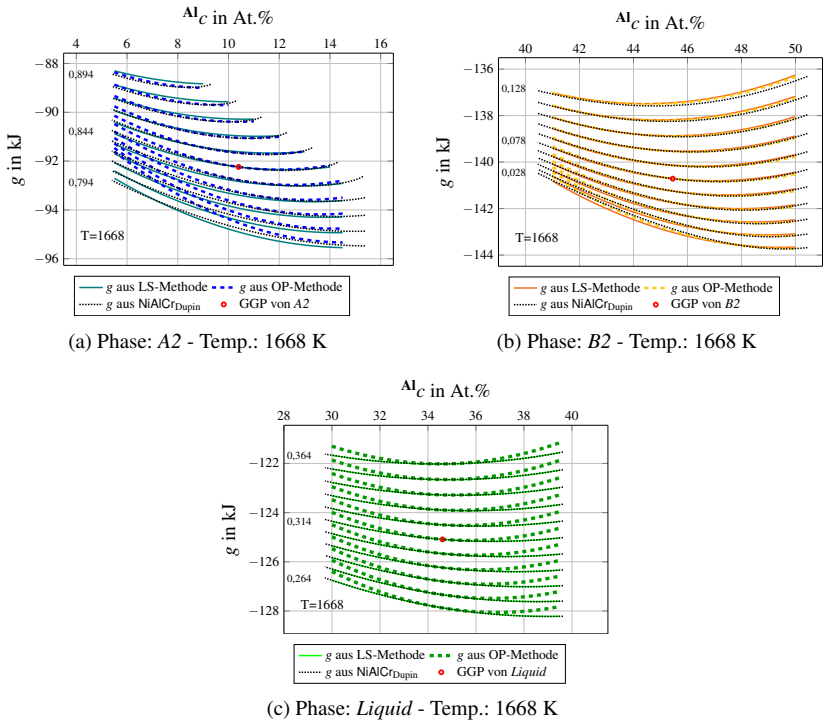 Al c in At.%
4 6 8 10 12 14 16
−88
−90
−92
−94
−96
g in kJ
0,894
0,844
0,794
T=1668
g aus LS-Methode g aus OP-Methode
g aus NiAlCrDupin GGP von A2
(a) Phase: A2 - Temp.: 1668 K
Al c in At.%
40 42 44 46 48 50
−136
−138
−140
−142
−144
g in kJ
0,128
0,078
0,028
T=1668
g aus LS-Methode g aus OP-Methode
g aus NiAlCrDupin GGP von B2
(b) Phase: B2 - Temp.: 1668 K
Al c in At.%
28 30 32 34 36 38 40
−122
−124
−126
−128
g in kJ
0,364
0,314
0,264
T=1668
g aus LS-Methode g aus OP-Methode
g aus NiAlCrDupin GGP von Liquid
(c) Phase: Liquid - Temp.: 1668 K